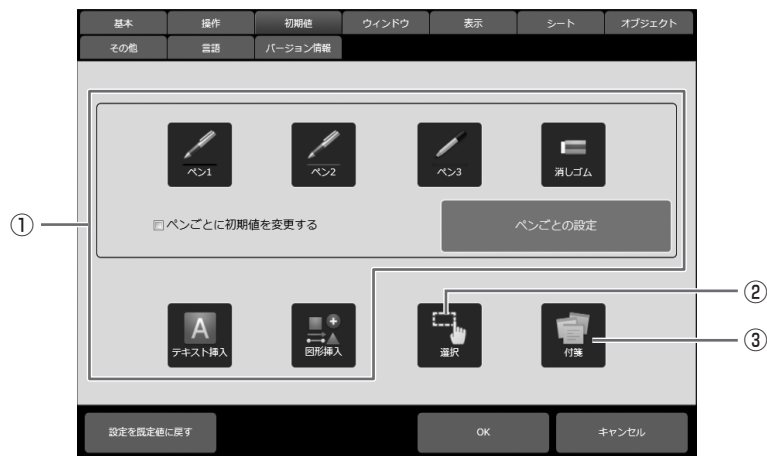 基本 操作 初期値 ウィンドウ 表示 シート オブジェクト
その他 言語 バージョン情報
ペン1 ペン2 ペン3 消しゴム
① ペンごとに初期値を変更する ペンごとの設定
②
③
A
テキスト挿入 図形挿入 選択 付箋
設定を既定値に戻す OK キャンセル